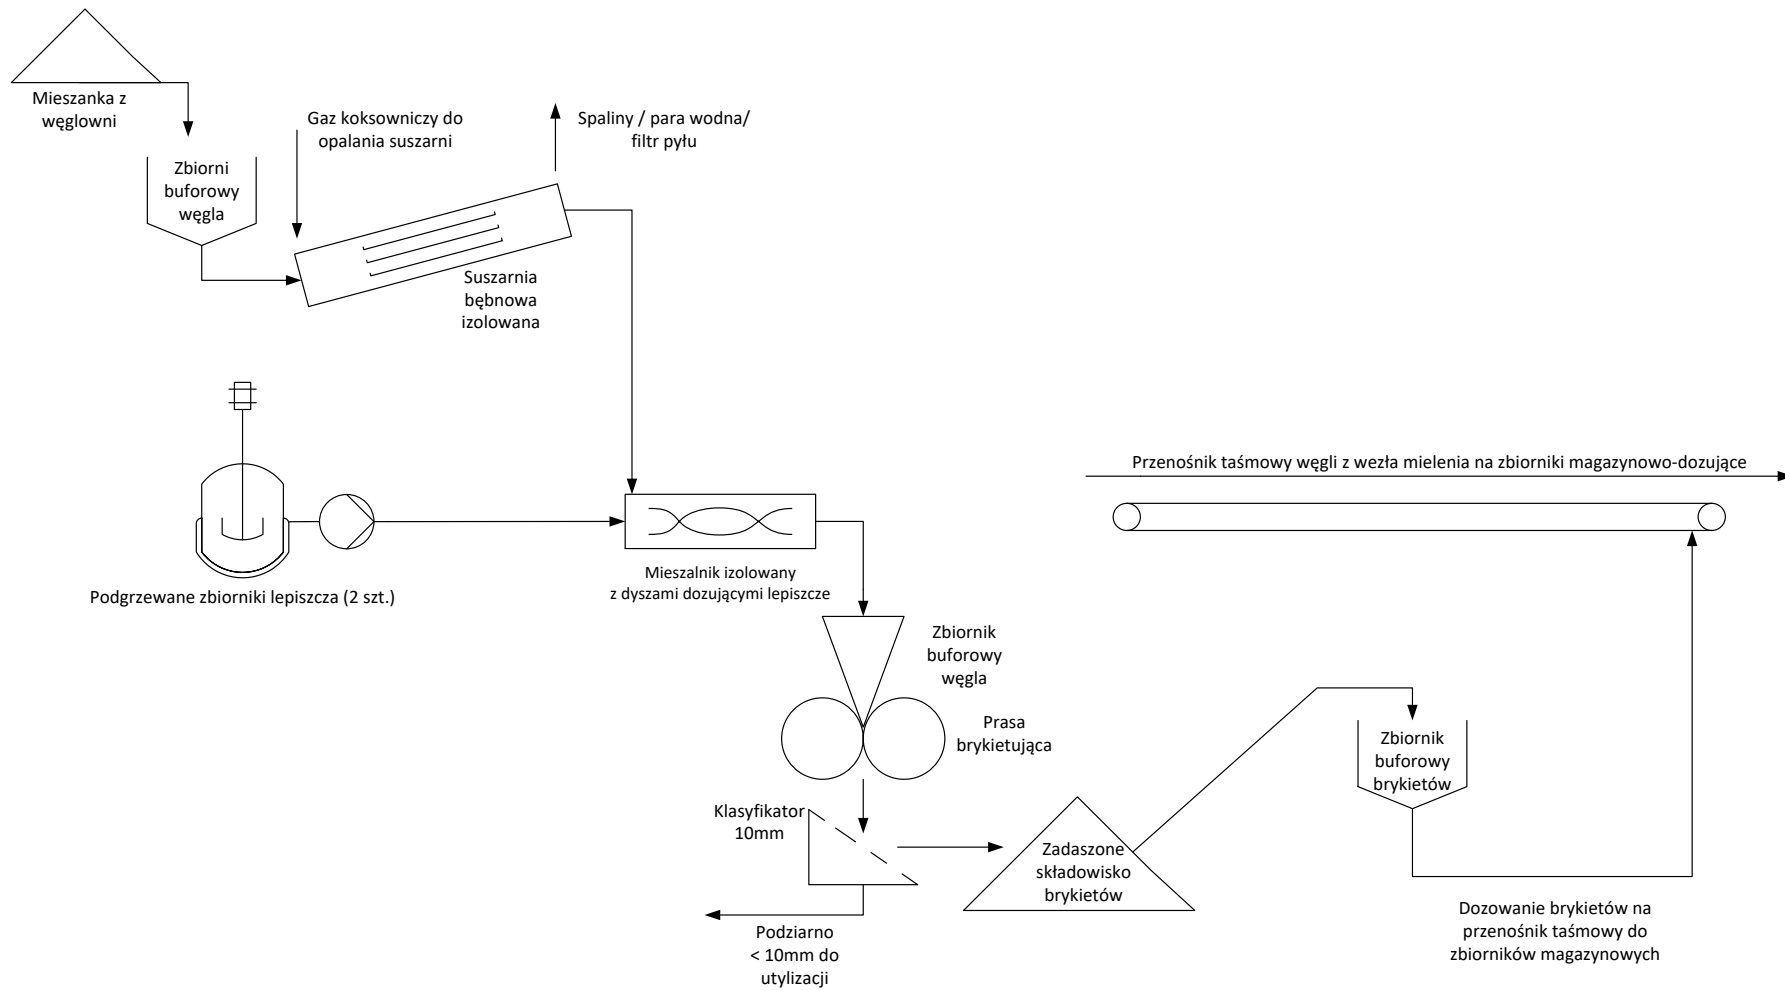 Mieszanka z
węglowni
Gaz koksowniczy do
opalania suszarni
Spaliny / para wodna/
filtr pyłu
Zbiorni
buforowy
węgla
Suszarnia
bębnowa
izolowana
Przenośnik taśmowy węgli z wezła mielenia na zbiorniki magazynowo-dozujące
Podgrzewane zbiorniki lepiszcza (2 szt.)
Mieszalnik izolowany
z dyszami dozującymi lepiszcze
Zbiornik
buforowy
węgla
Prasa
brykietująca
Zbiornik
buforowy
brykietów
Klasyfikator
10mm
Zadaszone
składowisko
brykietów
Podziarno
< 10mm do
utylizacji
Dozowanie brykietów na
przenośnik taśmowy do
zbiorników magazynowych